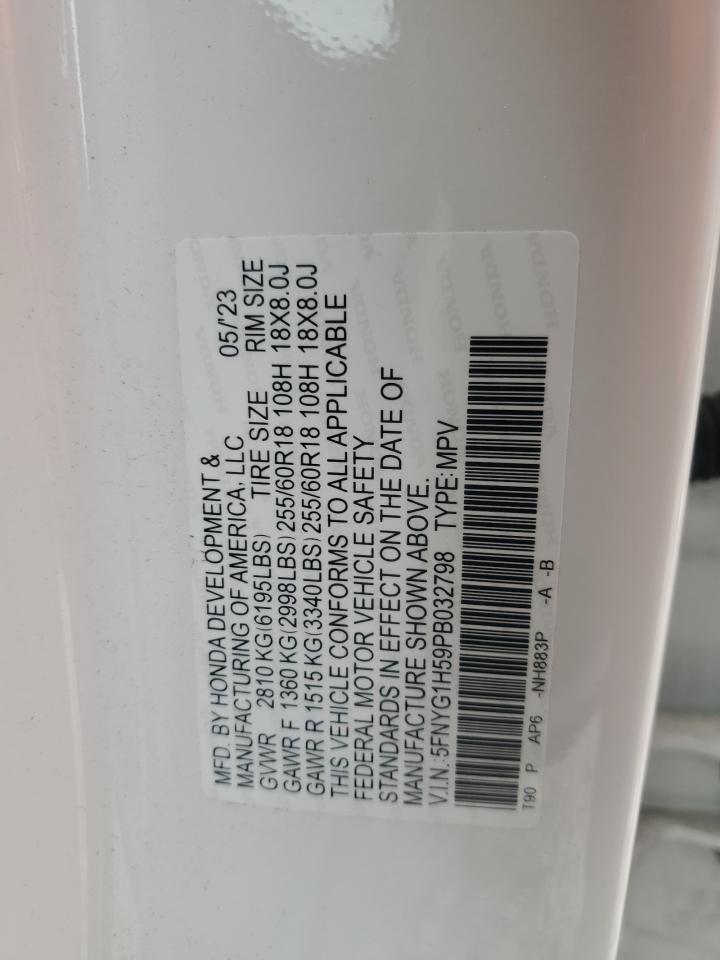 MFD. BY HONDA DEVELOPMENT &
MANUFACTURING OF AMERICA, LLC 05/'23
GVWR 2810 KG(6195LBS) TIRE SIZE RIM SIZE
GAWR F 1360 KG(2998LBS)255/60R18 108H 18X8.0J
GAWR R 1515 KG(3340LBS)255/60R18 108H 18X8.0J
THIS VEHICLE CONFORMS TO ALL APPLICABLE
FEDERAL MOTOR VEHICLE SAFETY
STANDARDS IN EFFECT ON THE DATE OF
MANUFACTURE SHOWN ABOVE.
V.I.N.:5FNYG1H59PB032798 TYPE:MPV
T90 P AP6 -NH883P -A -B